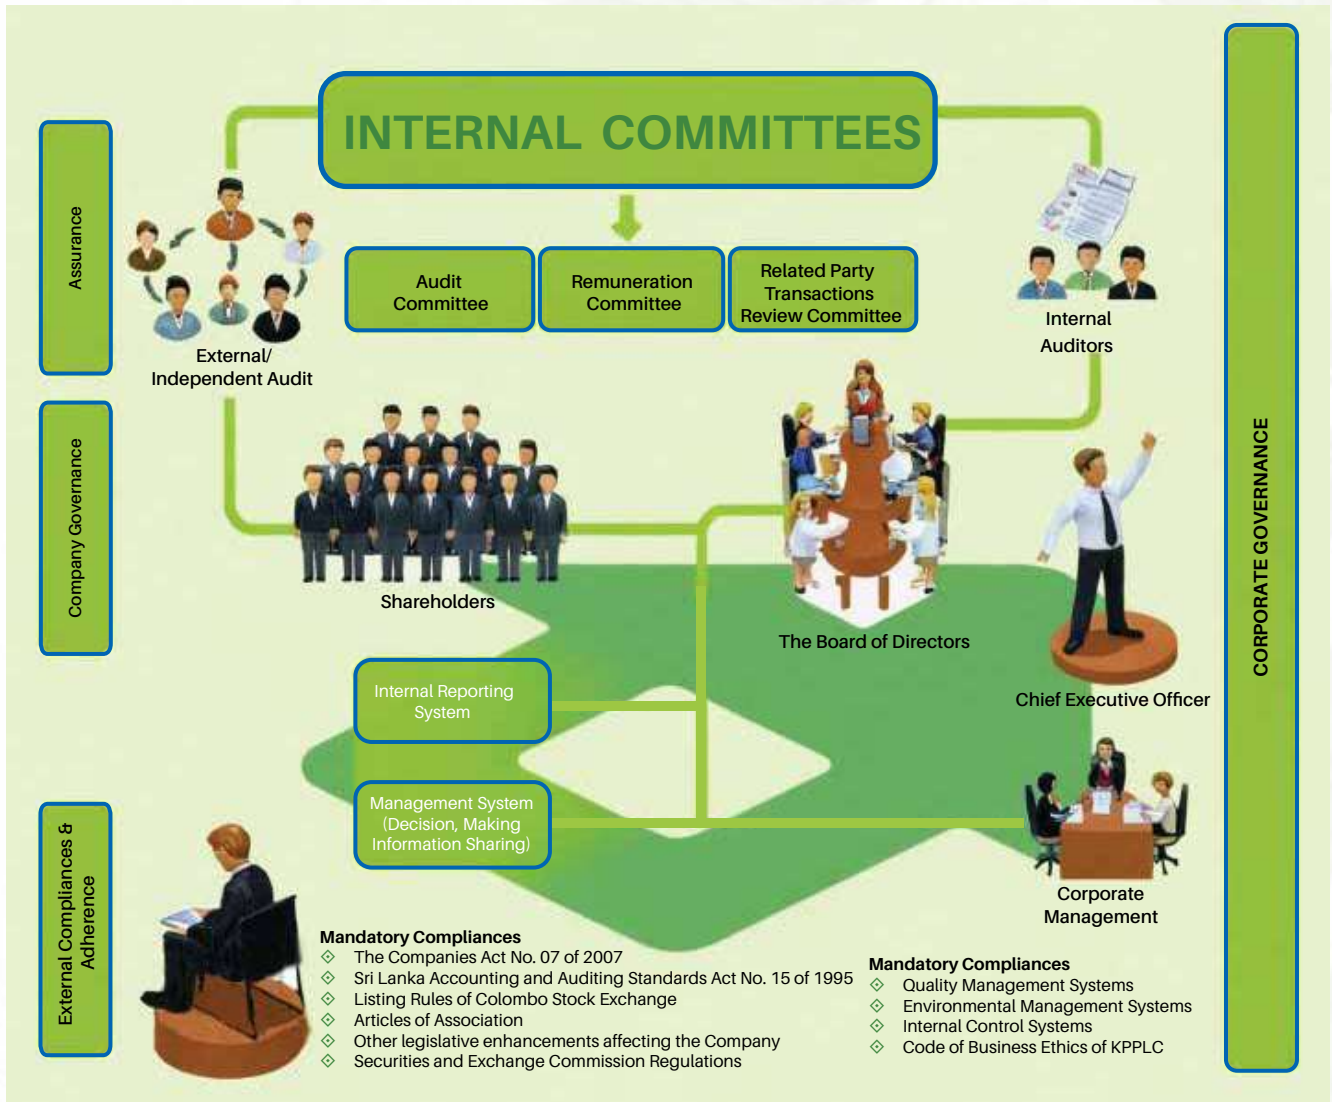 INTERNAL COMMITTEES
Assurance
Audit
Committee
Remuneration
Committee
Related Party
Transactions
Review Committee
External/
Independent Audit
Internal
Auditors
Company Governance
Shareholders
The Board of Directors
Chief Executive Officer
CORPORATE GOVERNANCE
Internal Reporting
System
Management System
(Decision, Making
Information Sharing)
Corporate
Management
External Compliances &
Adherence
Mandatory Compliances
The Companies Act No. 07 of 2007
Sri Lanka Accounting and Auditing Standards Act No. 15 of 1995
Listing Rules of Colombo Stock Exchange
Articles of Association
Other legislative enhancements affecting the Company
Securities and Exchange Commission Regulations
Mandatory Compliances
Quality Management Systems
Environmental Management Systems
Internal Control Systems
Code of Business Ethics of KPPLC